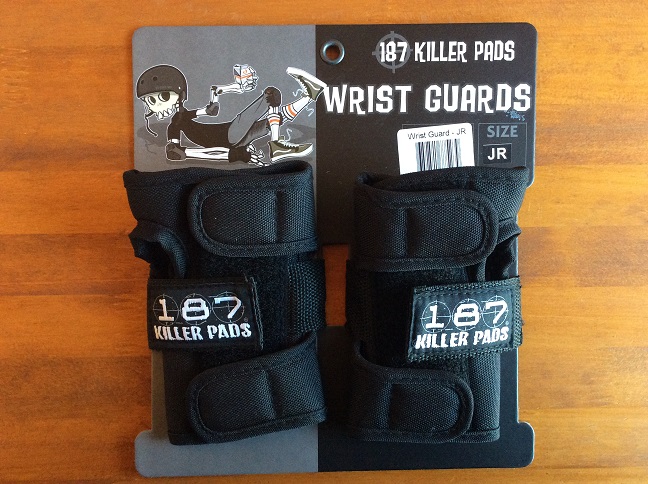 187 KILLER PADS
WRIST GUARDS
Wrist Guard - JR
SIZE
JR
187
KILLER PADS
187
KILLER PADS